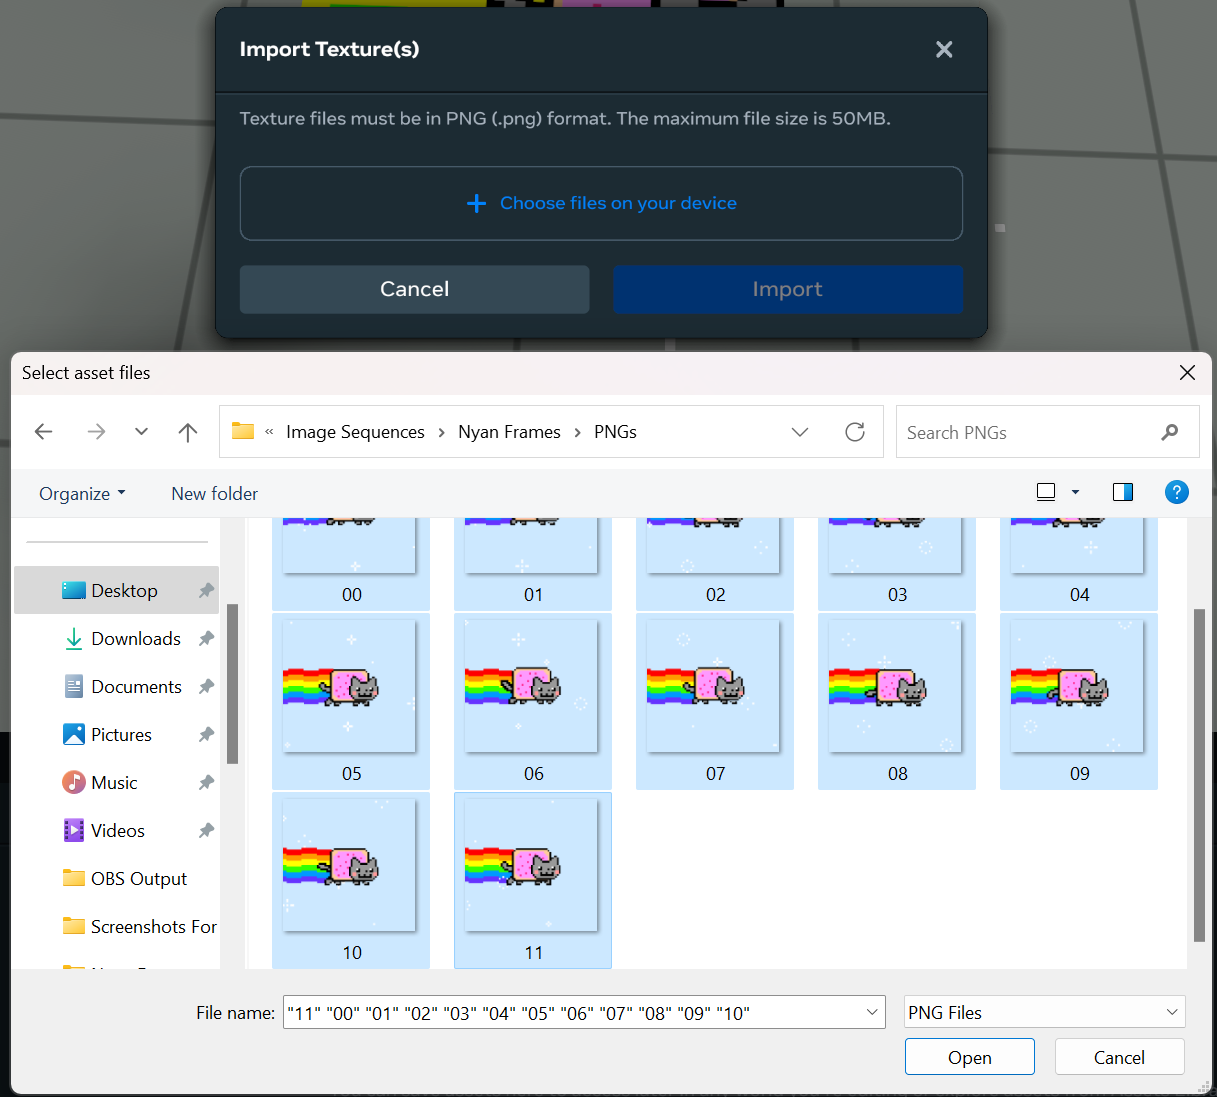 Import Texture(s)
Texture files must be in PNG (.png) format. The maximum file size is 50MB.
Choose files on your device
Cancel
Import
Select asset files
« Image Sequences › Nyan Frames › PNGs
Search PNGs
Organize
New folder
?
Desktop
Downloads
Documents
Pictures
Music
Videos
OBS Output
Screenshots For
00
01
02
03
04
05
06
07
08
09
10
11
File name: "11" "00" "01" "02" "03" "04" "05" "06" "07" "08" "09" "10"
PNG Files
Open
Cancel